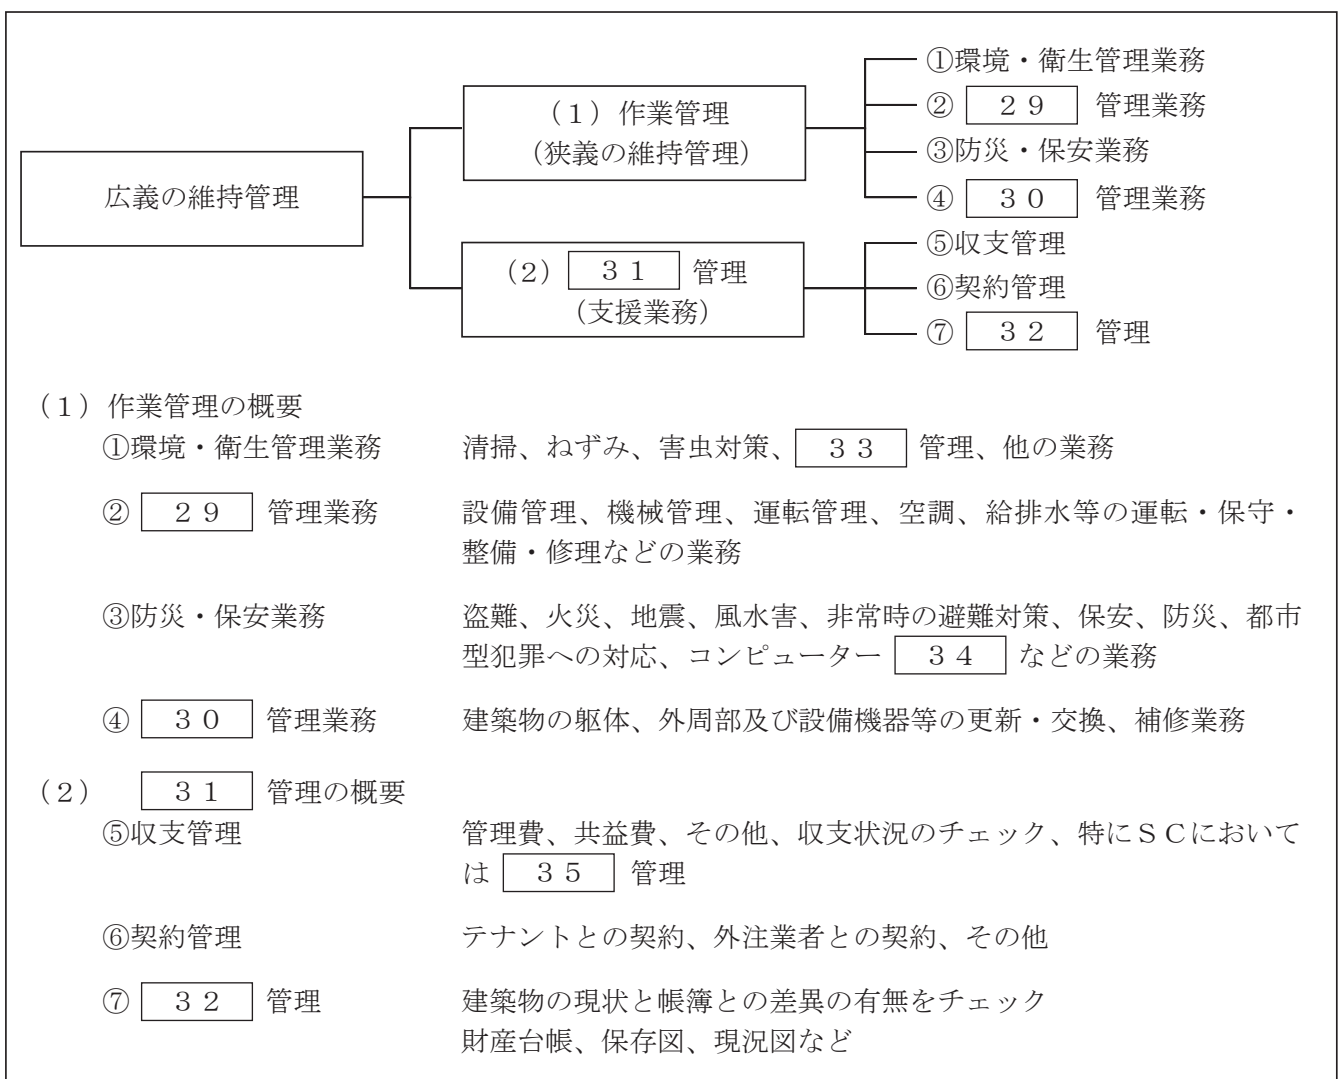 広義の維持管理
(1)作業管理
(狭義の維持管理)
①環境・衛生管理業務
② 29 管理業務
③防災・保安業務
④ 30 管理業務
(2) 31 管理
(支援業務)
⑤収支管理
⑥契約管理
⑦ 32 管理
(1)作業管理の概要
①環境・衛生管理業務 清掃、ねずみ、害虫対策、 33 管理、他の業務
② 29 管理業務 設備管理、機械管理、運転管理、空調、給排水等の運転・保守・
整備・修理などの業務
③防災・保安業務 盗難、火災、地震、風水害、非常時の避難対策、保安、防災、都市
型犯罪への対応、コンピューター 34 などの業務
④ 30 管理業務 建築物の躯体、外周部及び設備機器等の更新・交換、補修業務
(2) 31 管理の概要
⑤収支管理 管理費、共益費、その他、収支状況のチェック、特にSCにおいて
は 35 管理
⑥契約管理 テナントとの契約、外注業者との契約、その他
⑦ 32 管理 建築物の現状と帳簿との差異の有無をチェック
財産台帳、保存図、現況図など